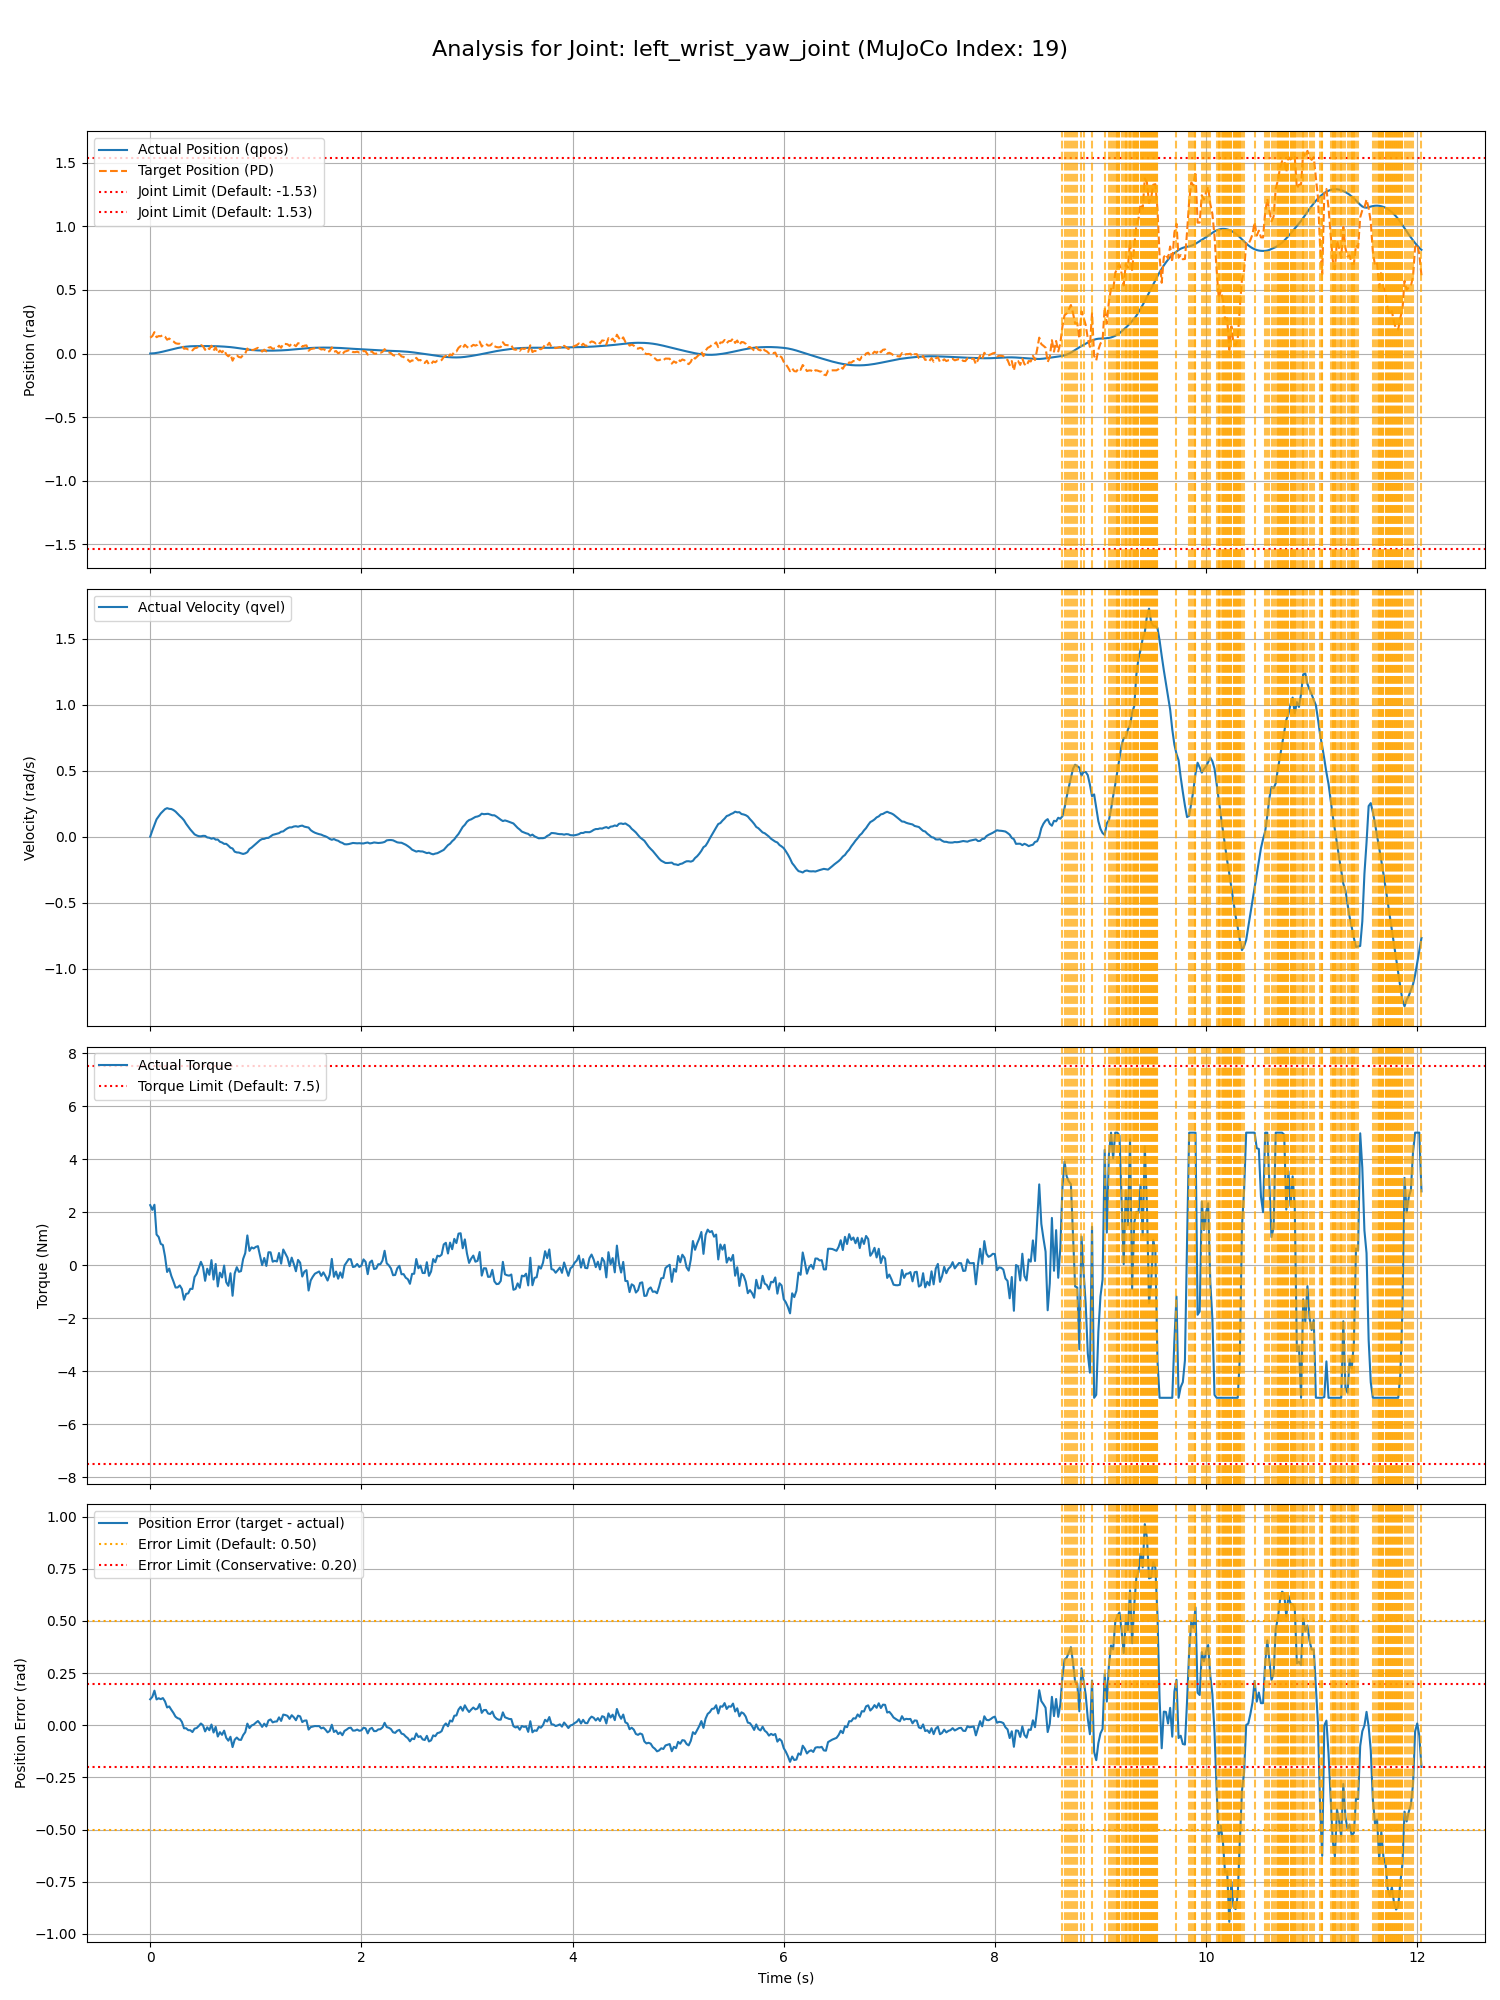 Analysis for Joint: left_wrist_yaw_joint (MuJoCo Index: 19)
Actual Position (qpos)
Target Position (PD)
Joint Limit (Default: -1.53)
Joint Limit (Default: 1.53)
Position (rad)
1.5
1.0
0.5
0.0
−0.5
−1.0
−1.5
Actual Velocity (qvel)
Velocity (rad/s)
1.5
1.0
0.5
0.0
−0.5
−1.0
Actual Torque
Torque Limit (Default: 7.5)
Torque (Nm)
8
6
4
2
0
−2
−4
−6
−8
Position Error (target - actual)
Error Limit (Default: 0.50)
Error Limit (Conservative: 0.20)
Position Error (rad)
1.00
0.75
0.50
0.25
0.00
−0.25
−0.50
−0.75
−1.00
0 2 4 6 8 10 12
Time (s)